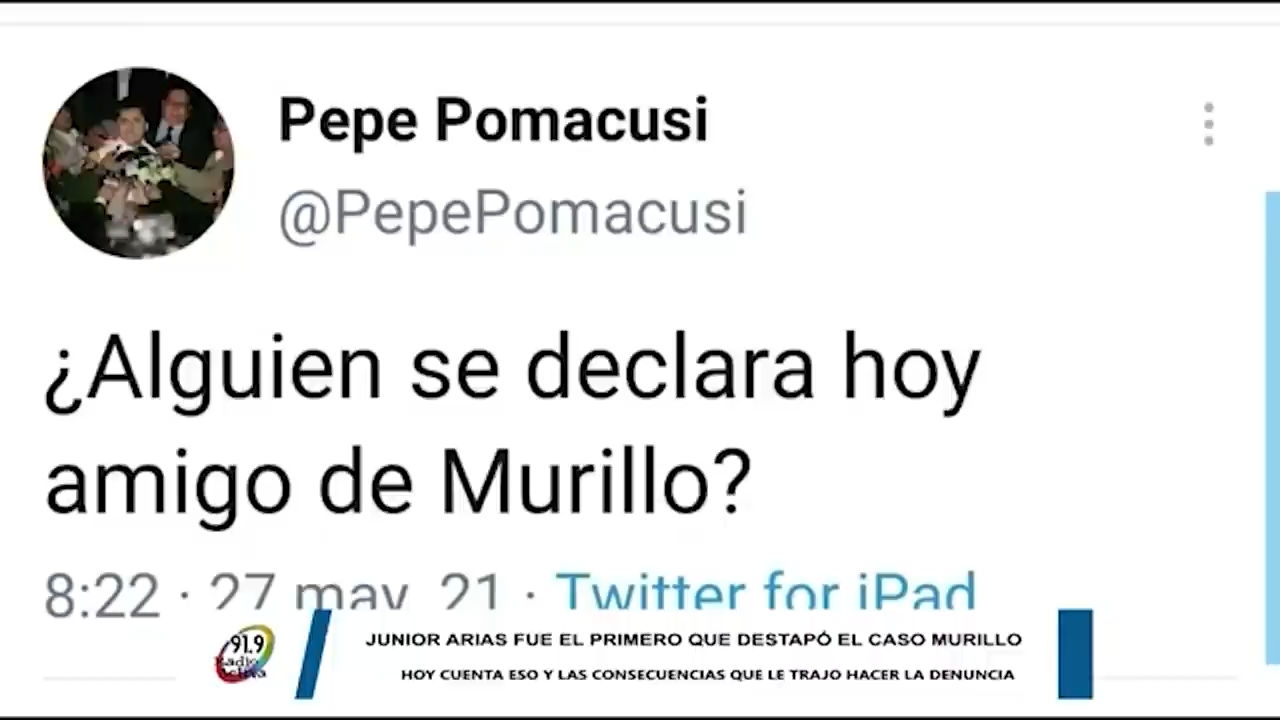 Pepe Pomacusi
@PepePomacusi
¿Alguien se declara hoy
amigo de Murillo?
8:22 · 27 may. 21 · Twitter for iPad
91.9
Radio
JUNIOR ARIAS FUE EL PRIMERO QUE DESTAPÓ EL CASO MURILLO
HOY CUENTA ESO Y LAS CONSECUENCIAS QUE LE TRAJO HACER LA DENUNCIA